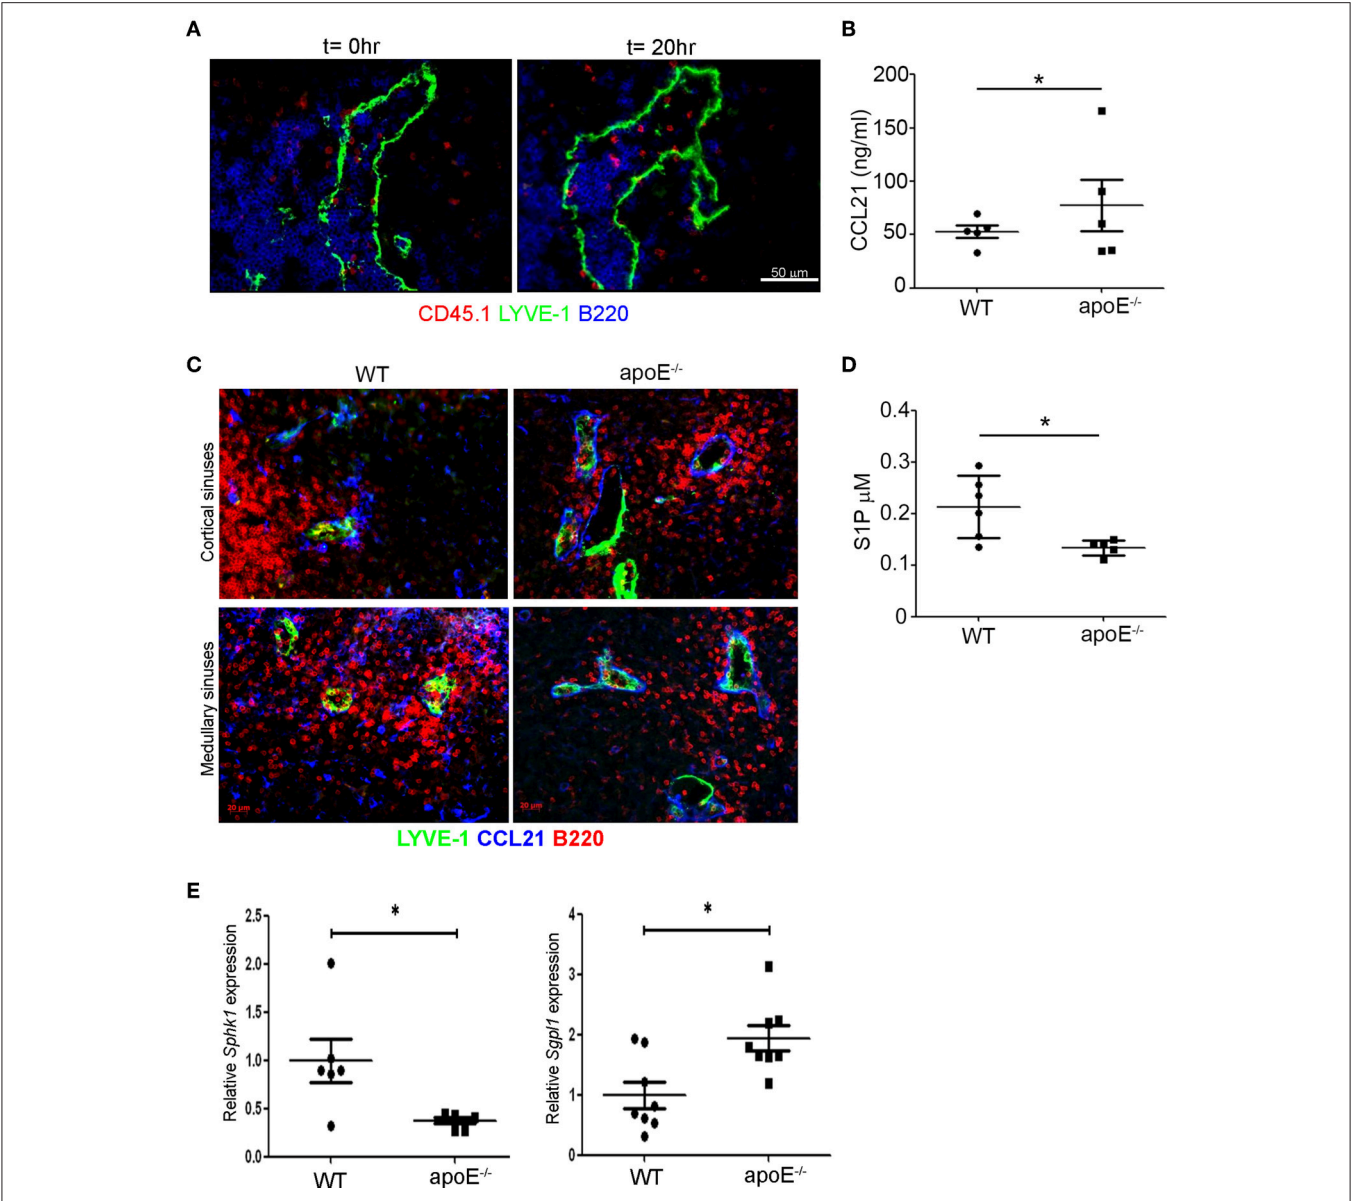 A
t= 0hr
t= 20hr
50 μm
CD45.1 LYVE-1 B220
B
CCL21 (ng/ml)
200
150
100
50
0
*
WT
apoE-/-
C
WT
apoE-/-
Cortical sinuses
Medullary sinuses
20 μm
20 μm
LYVE-1 CCL21 B220
D
S1P μM
0.4
0.3
0.2
0.1
0
*
WT
apoE-/-
E
Relative Sphk1 expression
2.5
2.0
1.5
1.0
0.5
0.0
*
WT
apoE-/-
Relative Sgpl1 expression
4
3
2
1
0
*
WT
apoE-/-